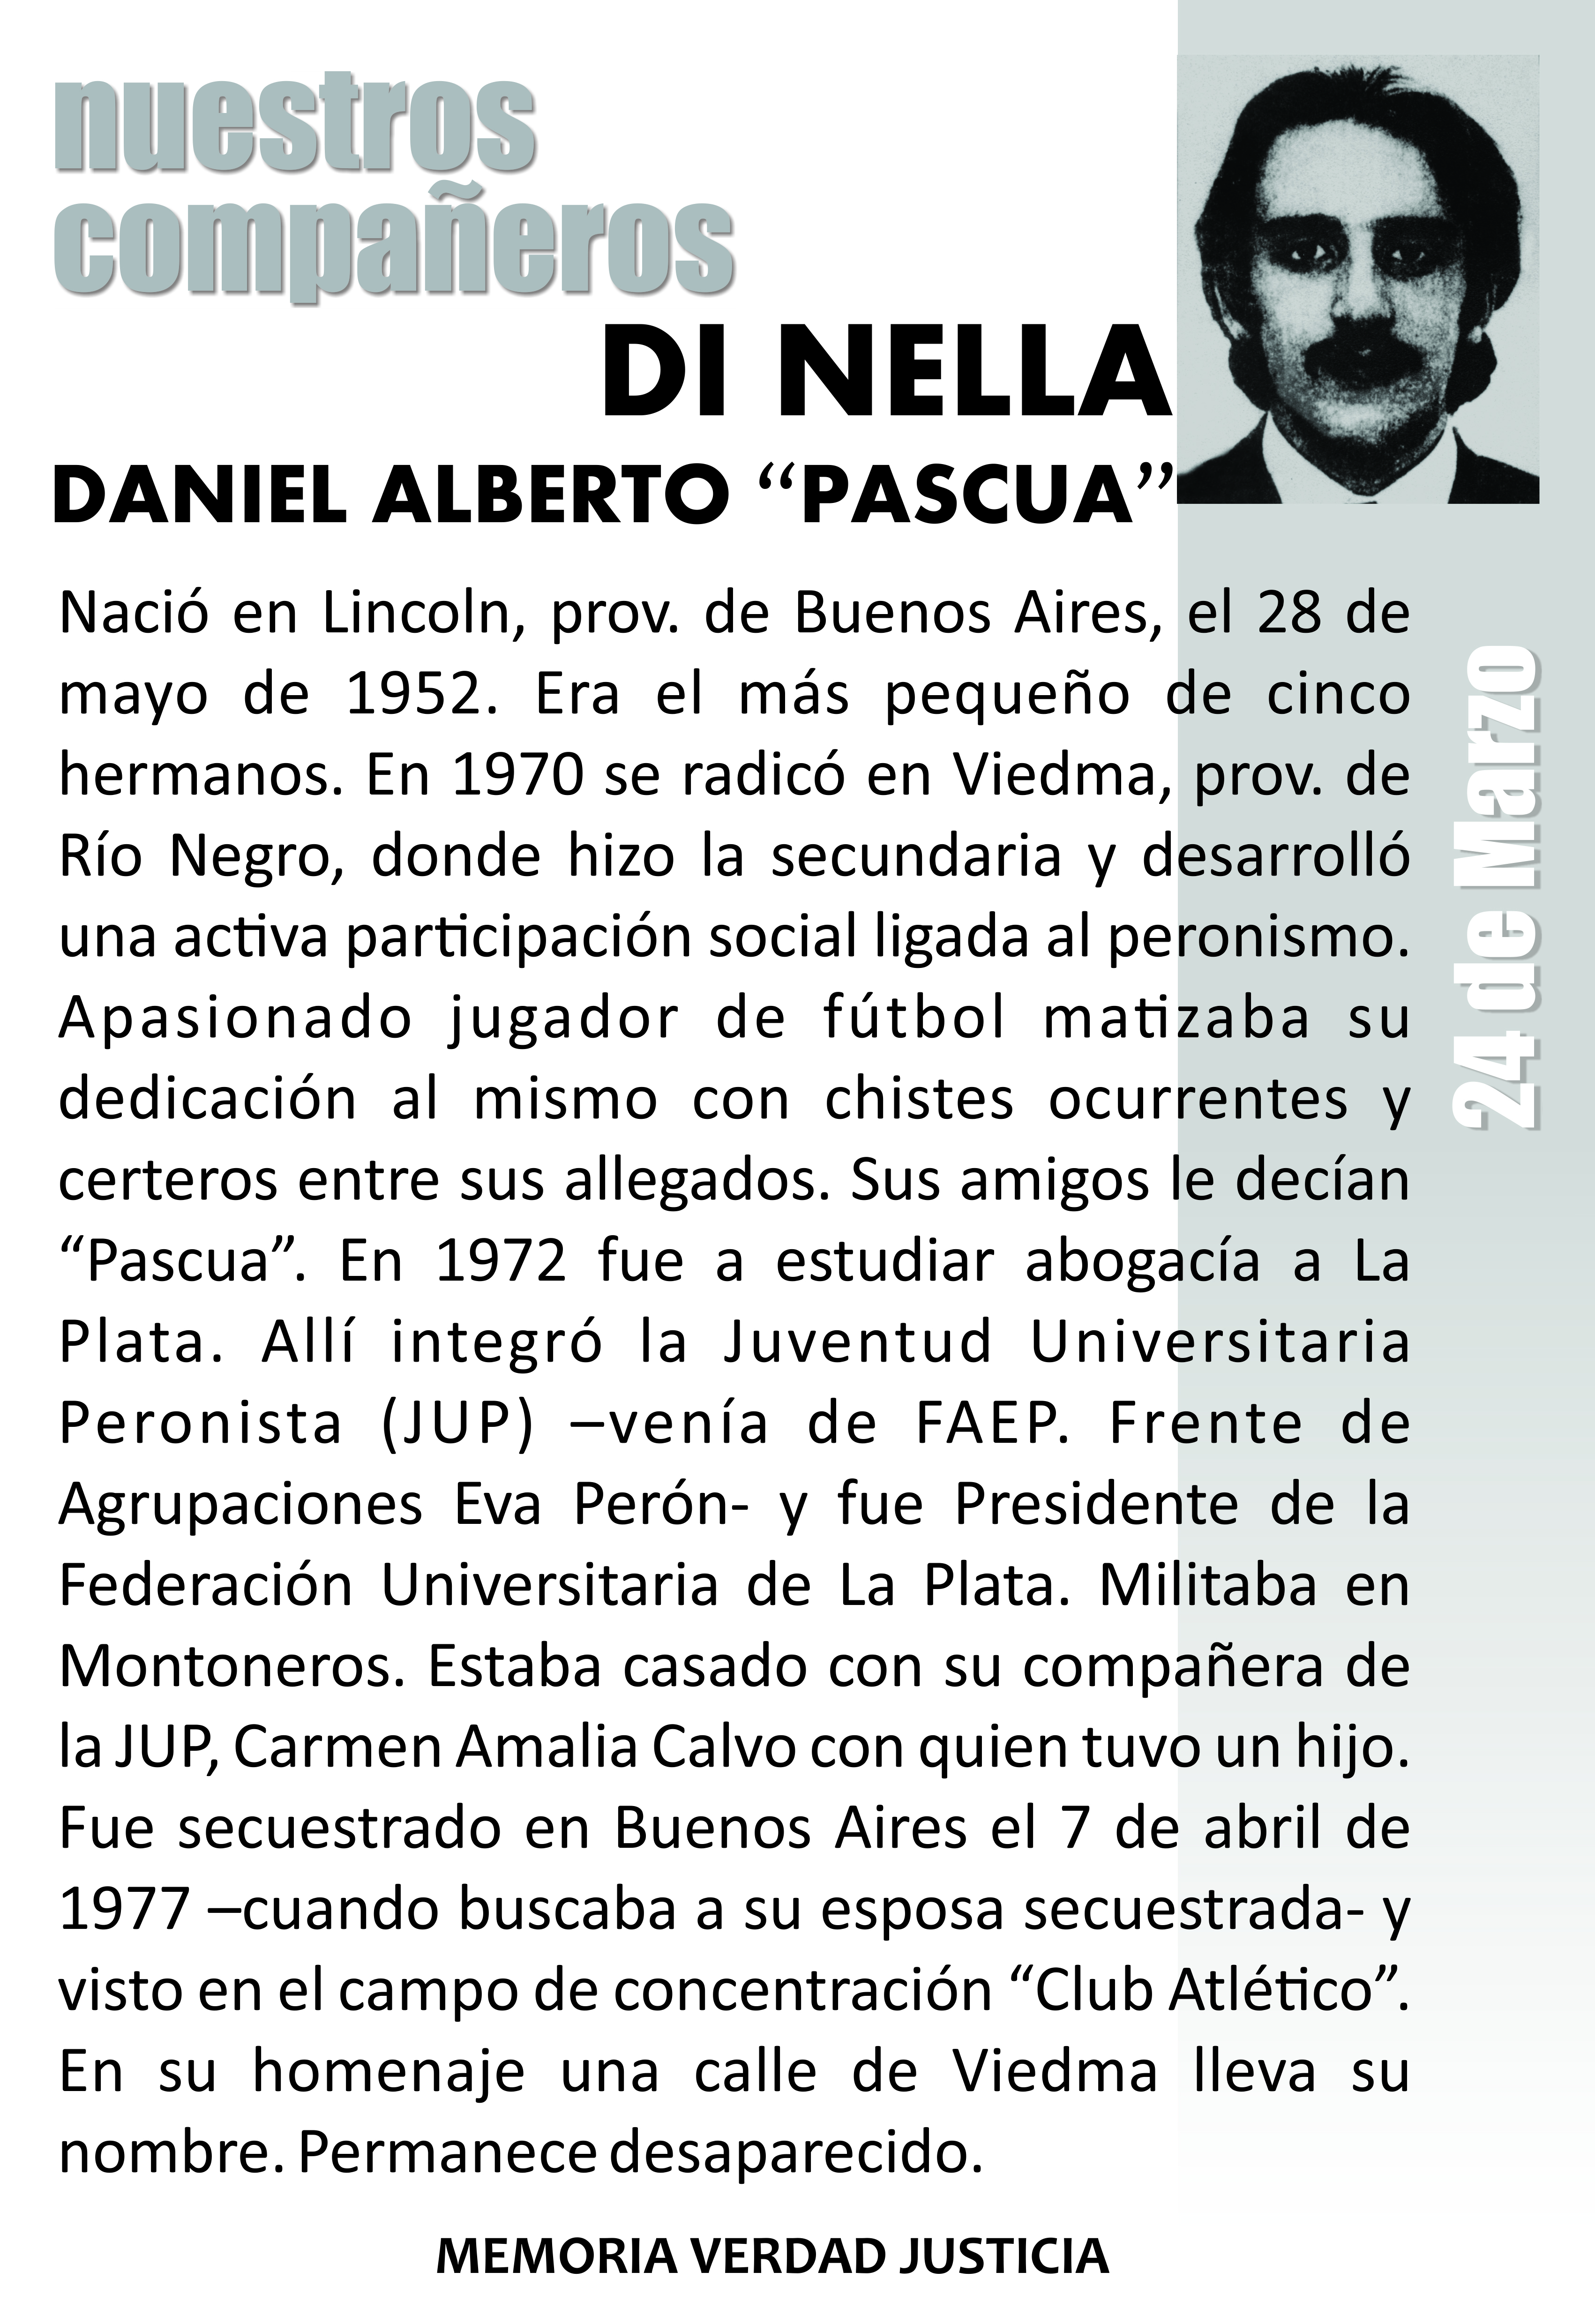 nuestros
compañeros
DI NELLA
DANIEL ALBERTO “PASCUA”
Nació en Lincoln, prov. de Buenos Aires, el 28 de
mayo de 1952. Era el más pequeño de cinco
hermanos. En 1970 se radicó en Viedma, prov. de
Río Negro, donde hizo la secundaria y desarrolló
una activa participación social ligada al peronismo.
Apasionado jugador de fútbol matizaba su
dedicación al mismo con chistes ocurrentes y
certeros entre sus allegados. Sus amigos le decían
“Pascua”. En 1972 fue a estudiar abogacía a La
Plata. Allí integró la Juventud Universitaria
Peronista (JUP) –venía de FAEP. Frente de
Agrupaciones Eva Perón- y fue Presidente de la
Federación Universitaria de La Plata. Militaba en
Montoneros. Estaba casado con su compañera de
la JUP, Carmen Amalia Calvo con quien tuvo un hijo.
Fue secuestrado en Buenos Aires el 7 de abril de
1977 –cuando buscaba a su esposa secuestrada- y
visto en el campo de concentración “Club Atlético”.
En su homenaje una calle de Viedma lleva su
nombre. Permanece desaparecido.
24 de Marzo
MEMORIA VERDAD JUSTICIA